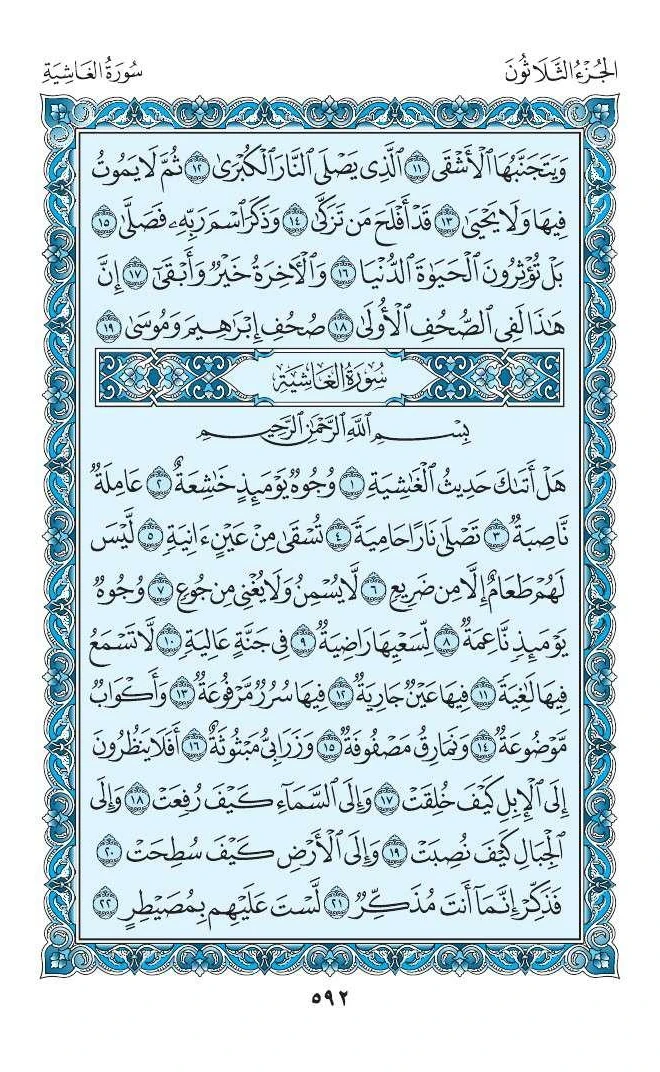 الجُزْءُ الثَّلَاثُونَ
سُورَةُ الغَاشِيَةِ
وَيَتَجَنَّبُهَا ٱلْأَشْقَى ١١ ٱلَّذِى يَصْلَى ٱلنَّارَ ٱلْكُبْرَىٰ ١٢ ثُمَّ لَا يَمُوتُ
فِيهَا وَلَا يَحْيَىٰ ١٣ قَدْ أَفْلَحَ مَن تَزَكَّىٰ ١٤ وَذَكَرَ ٱسْمَ رَبِّهِۦ فَصَلَّىٰ ١٥
بَلْ تُؤْثِرُونَ ٱلْحَيَوٰةَ ٱلدُّنْيَا ١٦ وَٱلْأٓخِرَةُ خَيْرٌ وَأَبْقَىٰٓ ١٧ إِنَّ
هَٰذَا لَفِى ٱلصُّحُفِ ٱلْأُولَىٰ ١٨ صُحُفِ إِبْرَٰهِيمَ وَمُوسَىٰ ١٩
سُورَةُ الغَاشِيَةِ
بِسْمِ ٱللَّهِ ٱلرَّحْمَٰنِ ٱلرَّحِيمِ
هَلْ أَتَىٰكَ حَدِيثُ ٱلْغَٰشِيَةِ ١ وُجُوهٌ يَوْمَئِذٍ خَٰشِعَةٌ ٢ عَامِلَةٌ
نَّاصِبَةٌ ٣ تَصْلَىٰ نَارًا حَامِيَةً ٤ تُسْقَىٰ مِنْ عَيْنٍ ءَانِيَةٍ ٥ لَّيْسَ
لَهُمْ طَعَامٌ إِلَّا مِن ضَرِيعٍ ٦ لَّا يُسْمِنُ وَلَا يُغْنِى مِن جُوعٍ ٧ وُجُوهٌ
يَوْمَئِذٍ نَّاعِمَةٌ ٨ لِّسَعْيِهَا رَاضِيَةٌ ٩ فِى جَنَّةٍ عَالِيَةٍ ١٠ لَّا تَسْمَعُ
فِيهَا لَٰغِيَةً ١١ فِيهَا عَيْنٌ جَارِيَةٌ ١٢ فِيهَا سُرُرٌ مَّرْفُوعَةٌ ١٣ وَأَكْوَابٌ
مَّوْضُوعَةٌ ١٤ وَنَمَارِقُ مَصْفُوفَةٌ ١٥ وَزَرَابِىُّ مَبْثُوثَةٌ ١٦ أَفَلَا يَنظُرُونَ
إِلَى ٱلْإِبِلِ كَيْفَ خُلِقَتْ ١٧ وَإِلَى ٱلسَّمَآءِ كَيْفَ رُفِعَتْ ١٨ وَإِلَى
ٱلْجِبَالِ كَيْفَ نُصِبَتْ ١٩ وَإِلَى ٱلْأَرْضِ كَيْفَ سُطِحَتْ ٢٠
فَذَكِّرْ إِنَّمَآ أَنتَ مُذَكِّرٌ ٢١ لَّسْتَ عَلَيْهِم بِمُصَيْطِرٍ ٢٢
٥٩٢